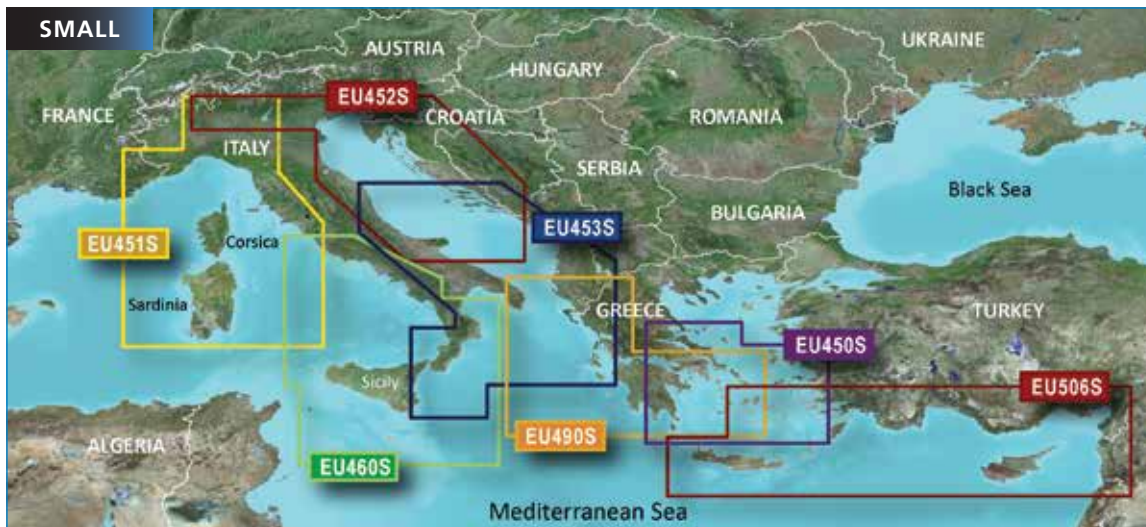 SMALL
UKRAINE
AUSTRIA
HUNGARY
FRANCE
EU452S
CROATIA
ROMANIA
ITALY
SERBIA
Black Sea
BULGARIA
EU453S
EU451S
Corsica
Sardinia
GREECE
TURKEY
EU450S
Sicily
EU506S
ALGERIA
EU490S
EU460S
Mediterranean Sea